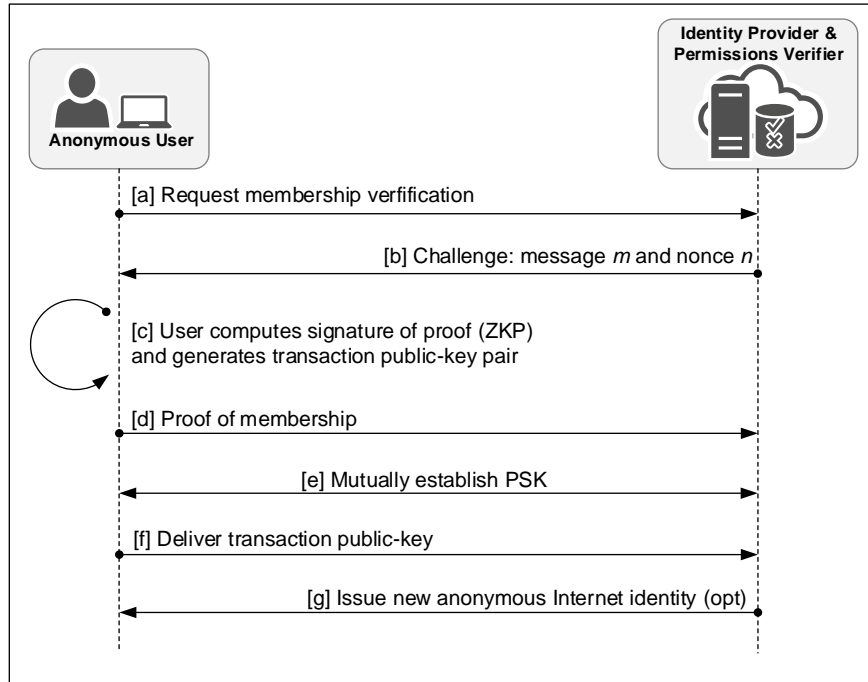 Identity Provider &
Permissions Verifier
Anonymous User
[a] Request membership verfification
[b] Challenge: message m and nonce n
[c] User computes signature of proof (ZKP)
and generates transaction public-key pair
[d] Proof of membership
[e] Mutually establish PSK
[f] Deliver transaction public-key
[g] Issue new anonymous Internet identity (opt)